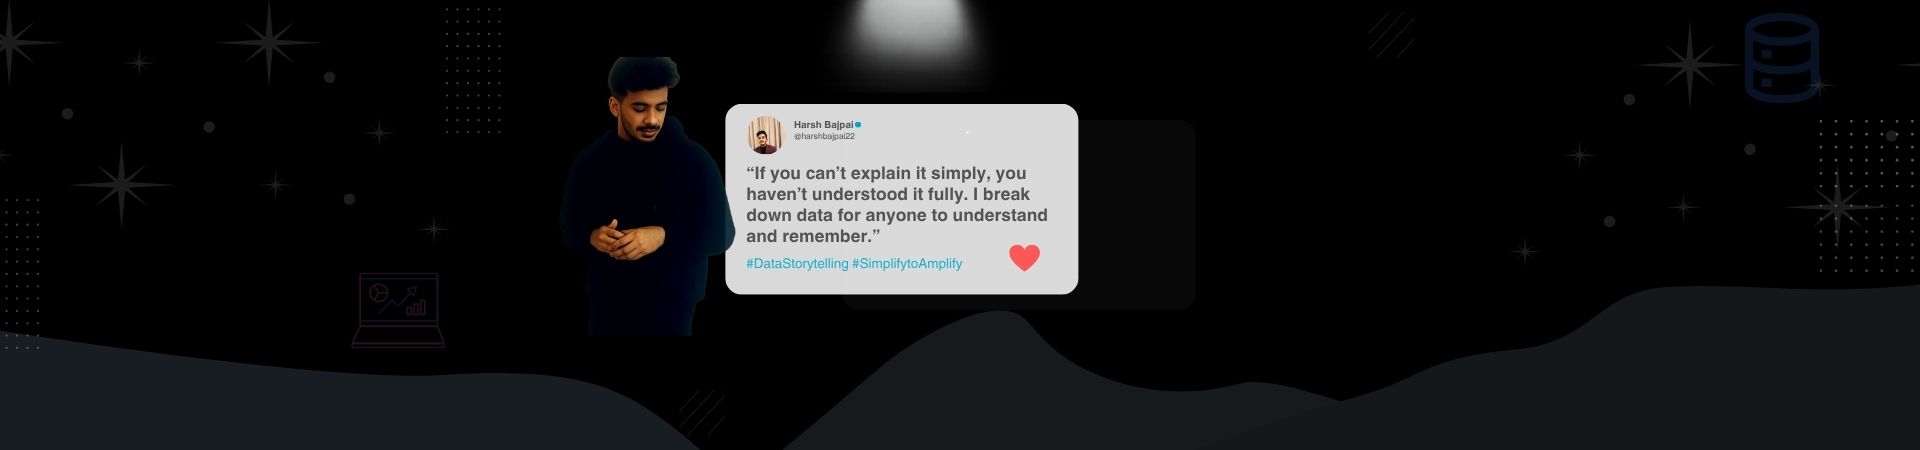 Harsh Bajpai
@harshbajpai22
“If you can’t explain it simply, you
haven’t understood it fully. I break
down data for anyone to understand
and remember.”
#DataStorytelling #SimplifytoAmplify